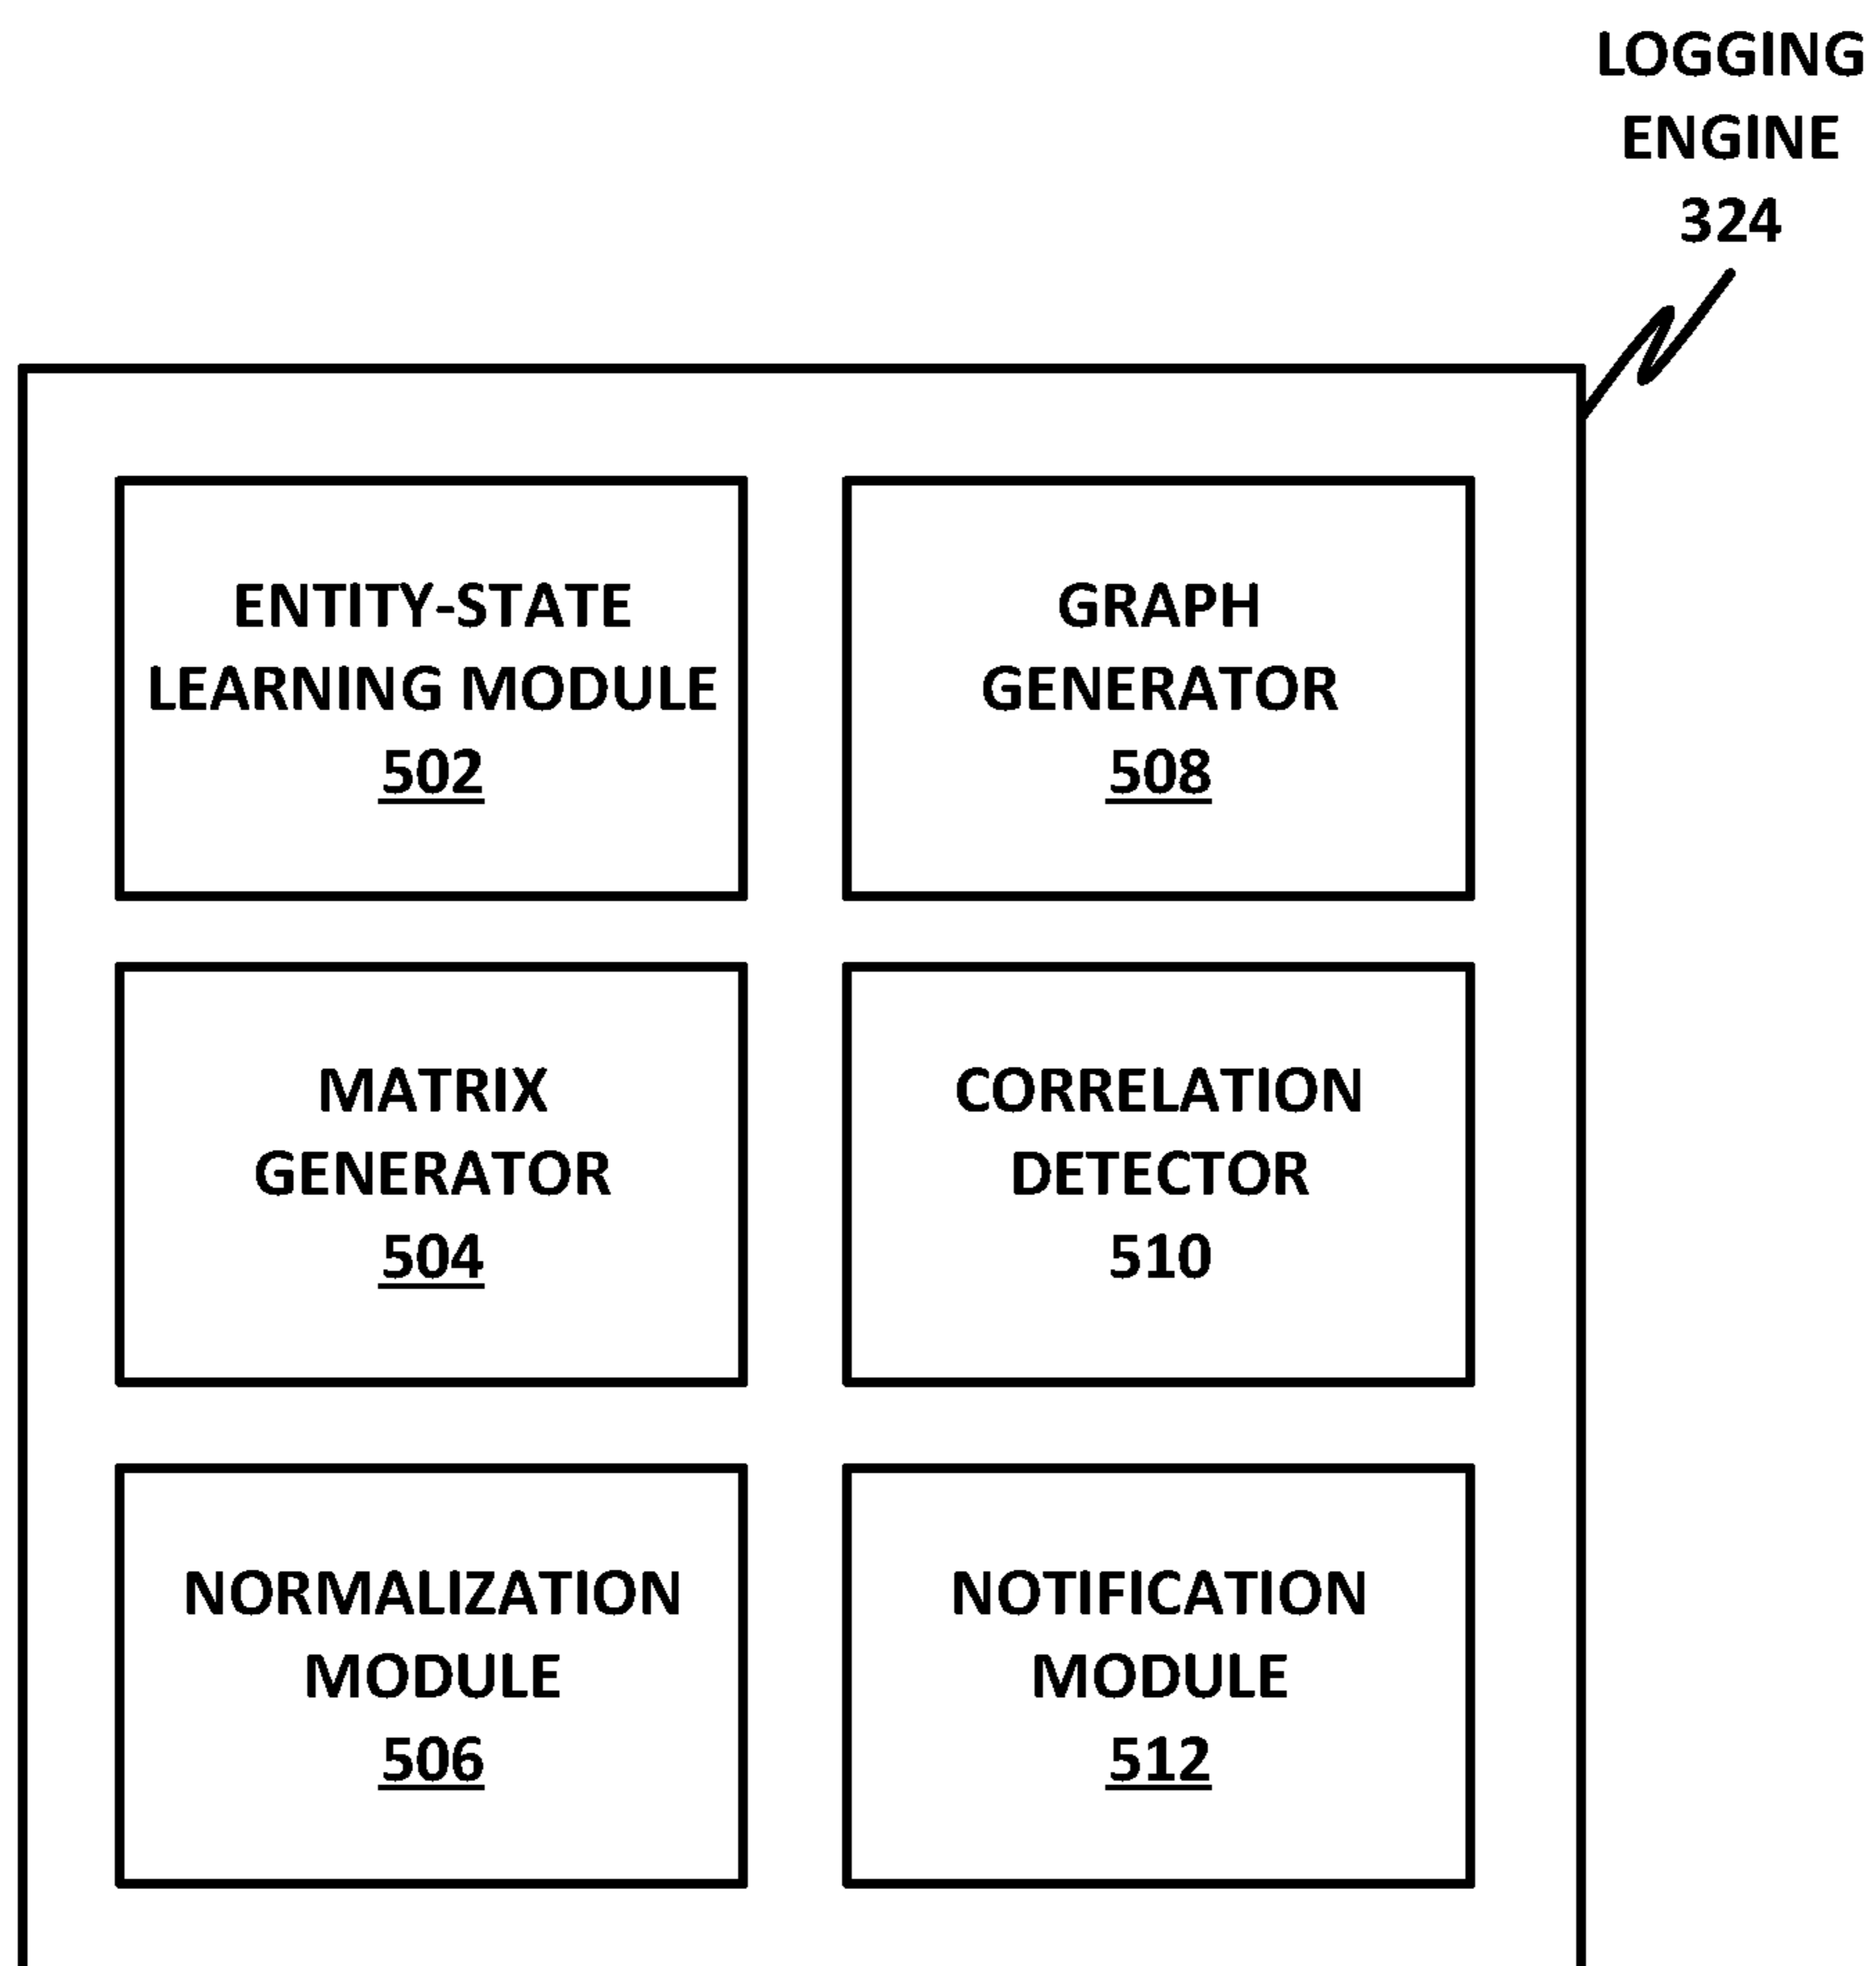 LOGGING
ENGINE
324
ENTITY-STATE
LEARNING MODULE
502
GRAPH
GENERATOR
508
MATRIX
GENERATOR
504
CORRELATION
DETECTOR
510
NORMALIZATION
MODULE
506
NOTIFICATION
MODULE
512